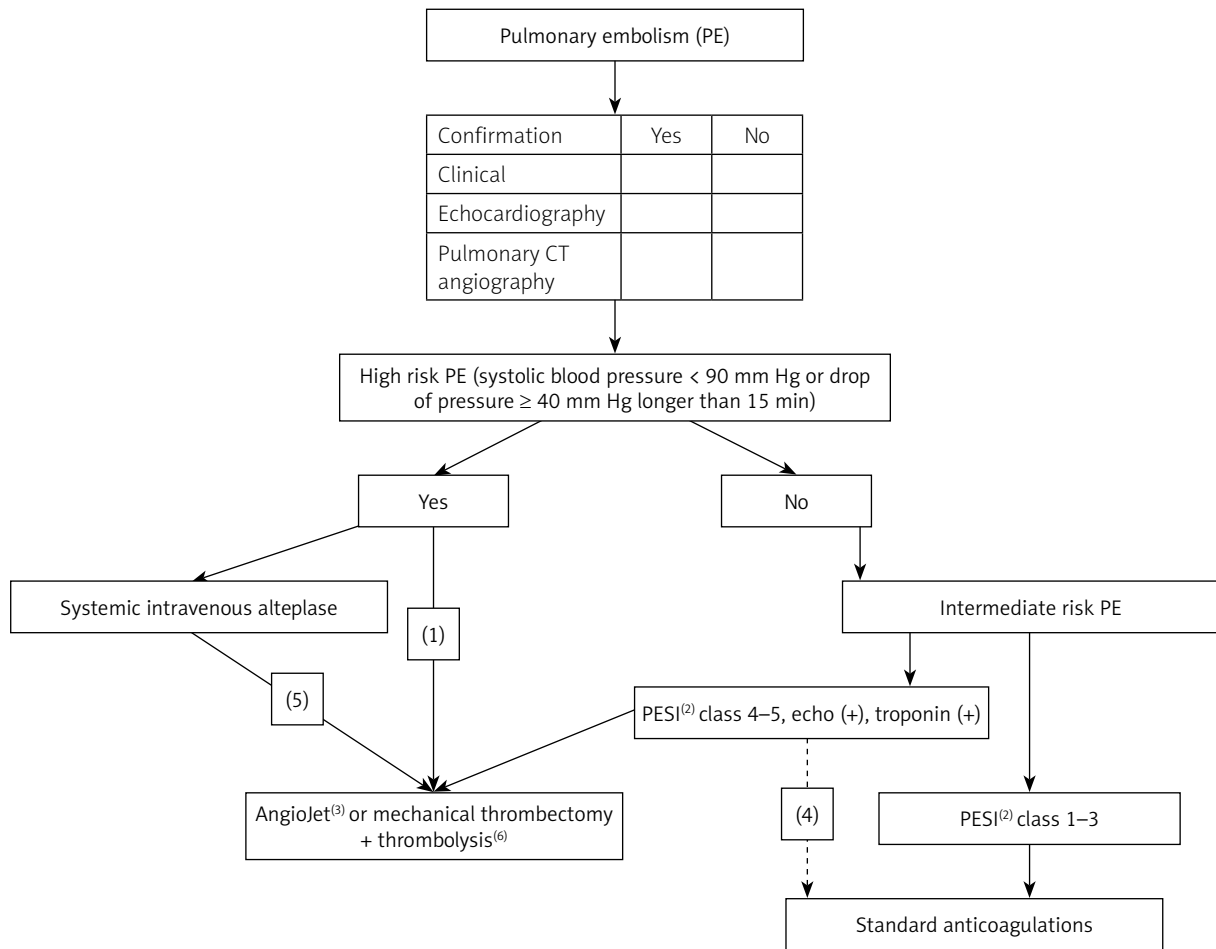 Pulmonary embolism (PE)
Confirmation Yes No
Clinical
Echocardiography
Pulmonary CT
angiography
High risk PE (systolic blood pressure < 90 mm Hg or drop
of pressure ≥ 40 mm Hg longer than 15 min)
Yes
No
Systemic intravenous alteplase
(1)
Intermediate risk PE
(5)
PESI(2) class 4–5, echo (+), troponin (+)
AngioJet(3) or mechanical thrombectomy
+ thrombolysis(6)
(4)
PESI(2) class 1–3
Standard anticoagulations